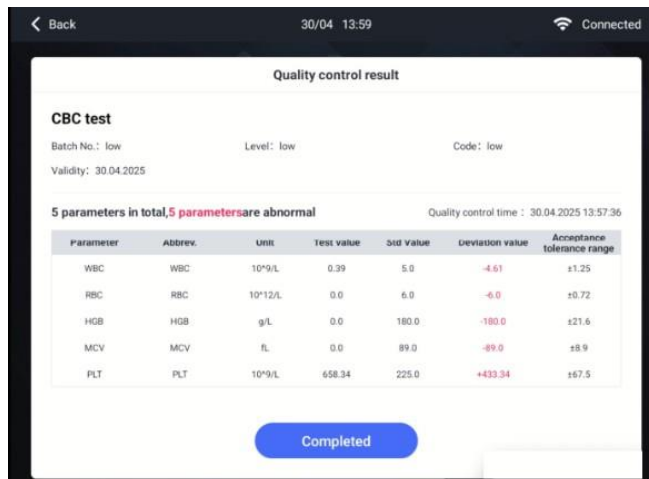 Back 30/04 13:59 Connected
Quality control result
CBC test
Batch No.: low Level: low Code: low
Validity: 30.04.2025
5 parameters in total,5 parametersare abnormal Quality control time : 30.04.2025 13:57:36
Parameter Abbrev. Unit Test value Std value Deviation value Acceptance tolerance range
WBC WBC 10^9/L 0.39 5.0 -4.61 ±1.25
RBC RBC 10^12/L 0.0 6.0 -6.0 ±0.72
HGB HGB g/L 0.0 180.0 -180.0 ±21.6
MCV MCV fL 0.0 89.0 -89.0 ±8.9
PLT PLT 10^9/L 658.34 225.0 +433.34 ±67.5
Completed